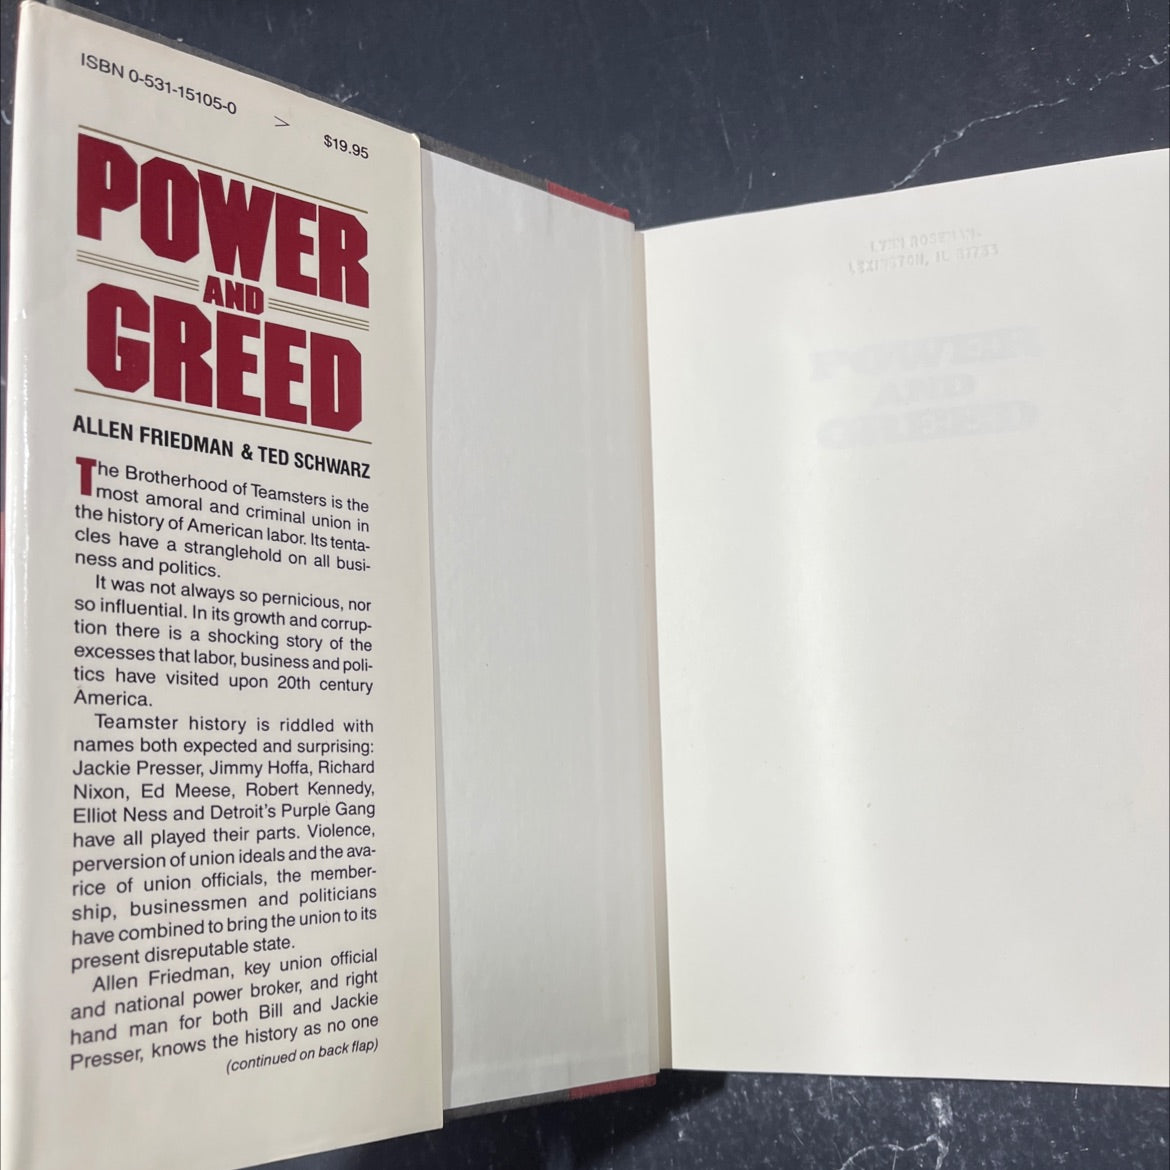 ISBN 0-531-15105-0
>
$19.95
POWER
AND
GREED
ALLEN FRIEDMAN & TED SCHWARZ
The Brotherhood of Teamsters is the
most amoral and criminal union in
the history of American labor. Its tenta-
cles have a stranglehold on all busi-
ness and politics.
It was not always so pernicious, nor
so influential. In its growth and corrup-
tion there is a shocking story of the
excesses that labor, business and poli-
tics have visited upon 20th century
America.
Teamster history is riddled with
names both expected and surprising:
Jackie Presser, Jimmy Hoffa, Richard
Nixon, Ed Meese, Robert Kennedy,
Elliot Ness and Detroit's Purple Gang
have all played their parts. Violence,
perversion of union ideals and the ava-
rice of union officials, the member-
ship, businessmen and politicians
have combined to bring the union to its
present disreputable state.
Allen Friedman, key union official
and national power broker, and right
hand man for both Bill and Jackie
Presser, knows the history as no one
(continued on back flap)
LYNN
LEXINGTON, IL
POWER
AND
GREED